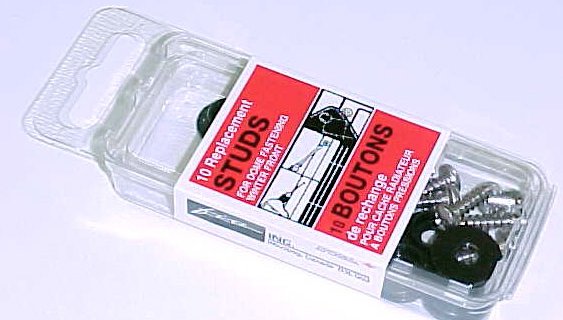 10 Replacement
STUDS
FOR DOME FASTENING
WINTER FRONT
10 BOUTONS
de rechange
POUR CACHE RADIATEUR
A BOUTONS PRESSIONS
INC.